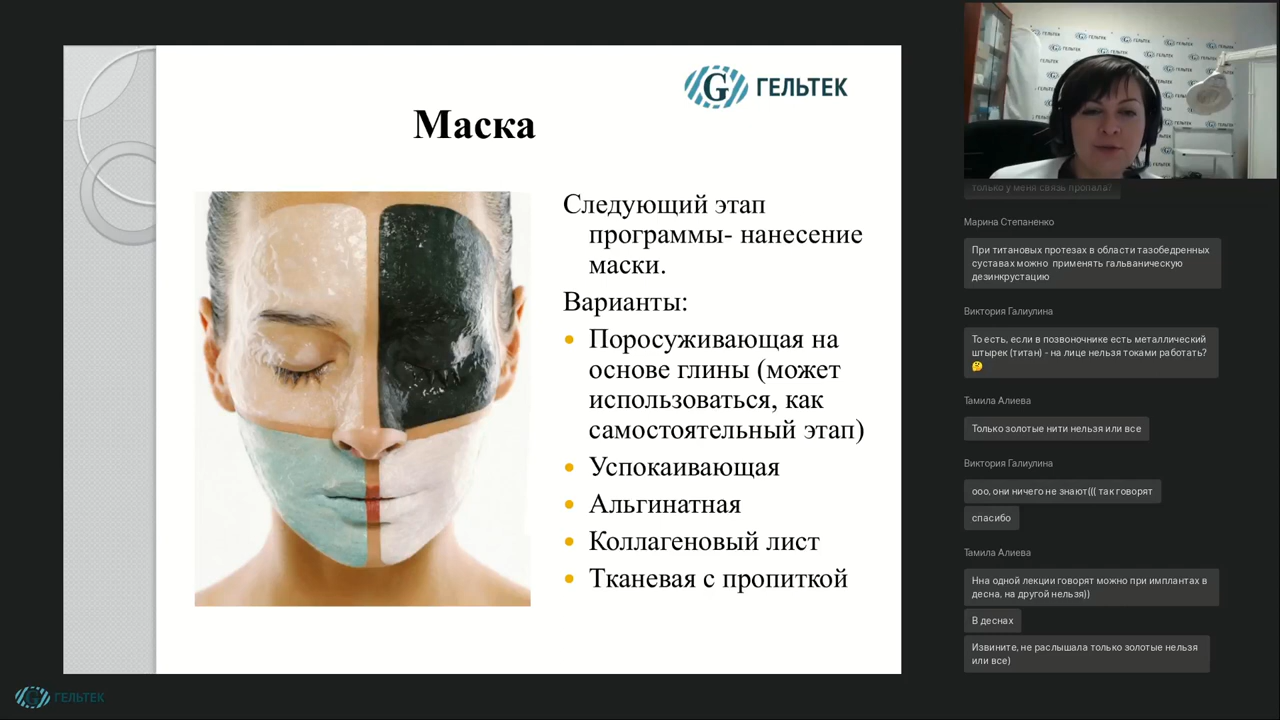 ГЕЛЬТЕК
Маска
Следующий этап
программы- нанесение
маски.
Варианты:
Поросуживающая на
основе глины (может
использоваться, как
самостоятельный этап)
Успокаивающая
Альгинатная
Коллагеновый лист
Тканевая с пропиткой
ГЕЛЬТЕК
только у меня связь пропала?
Марина Степаненко
При титановых протезах в области тазобедренных
суставах можно применять гальваническую
дезинкрустацию
Виктория Галиулина
То есть, если в позвоночнике есть металлический
штырек (титан) - на лице нельзя токами работать?
🤔
Тамила Алиева
Только золотые нити нельзя или все
Виктория Галиулина
ооо, они ничего не знают((( так говорят
спасибо
Тамила Алиева
Нна одной лекции говорят можно при имплантах в
десна, на другой нельзя))
В деснах
Извините, не раслышала только золотые нельзя
или все)